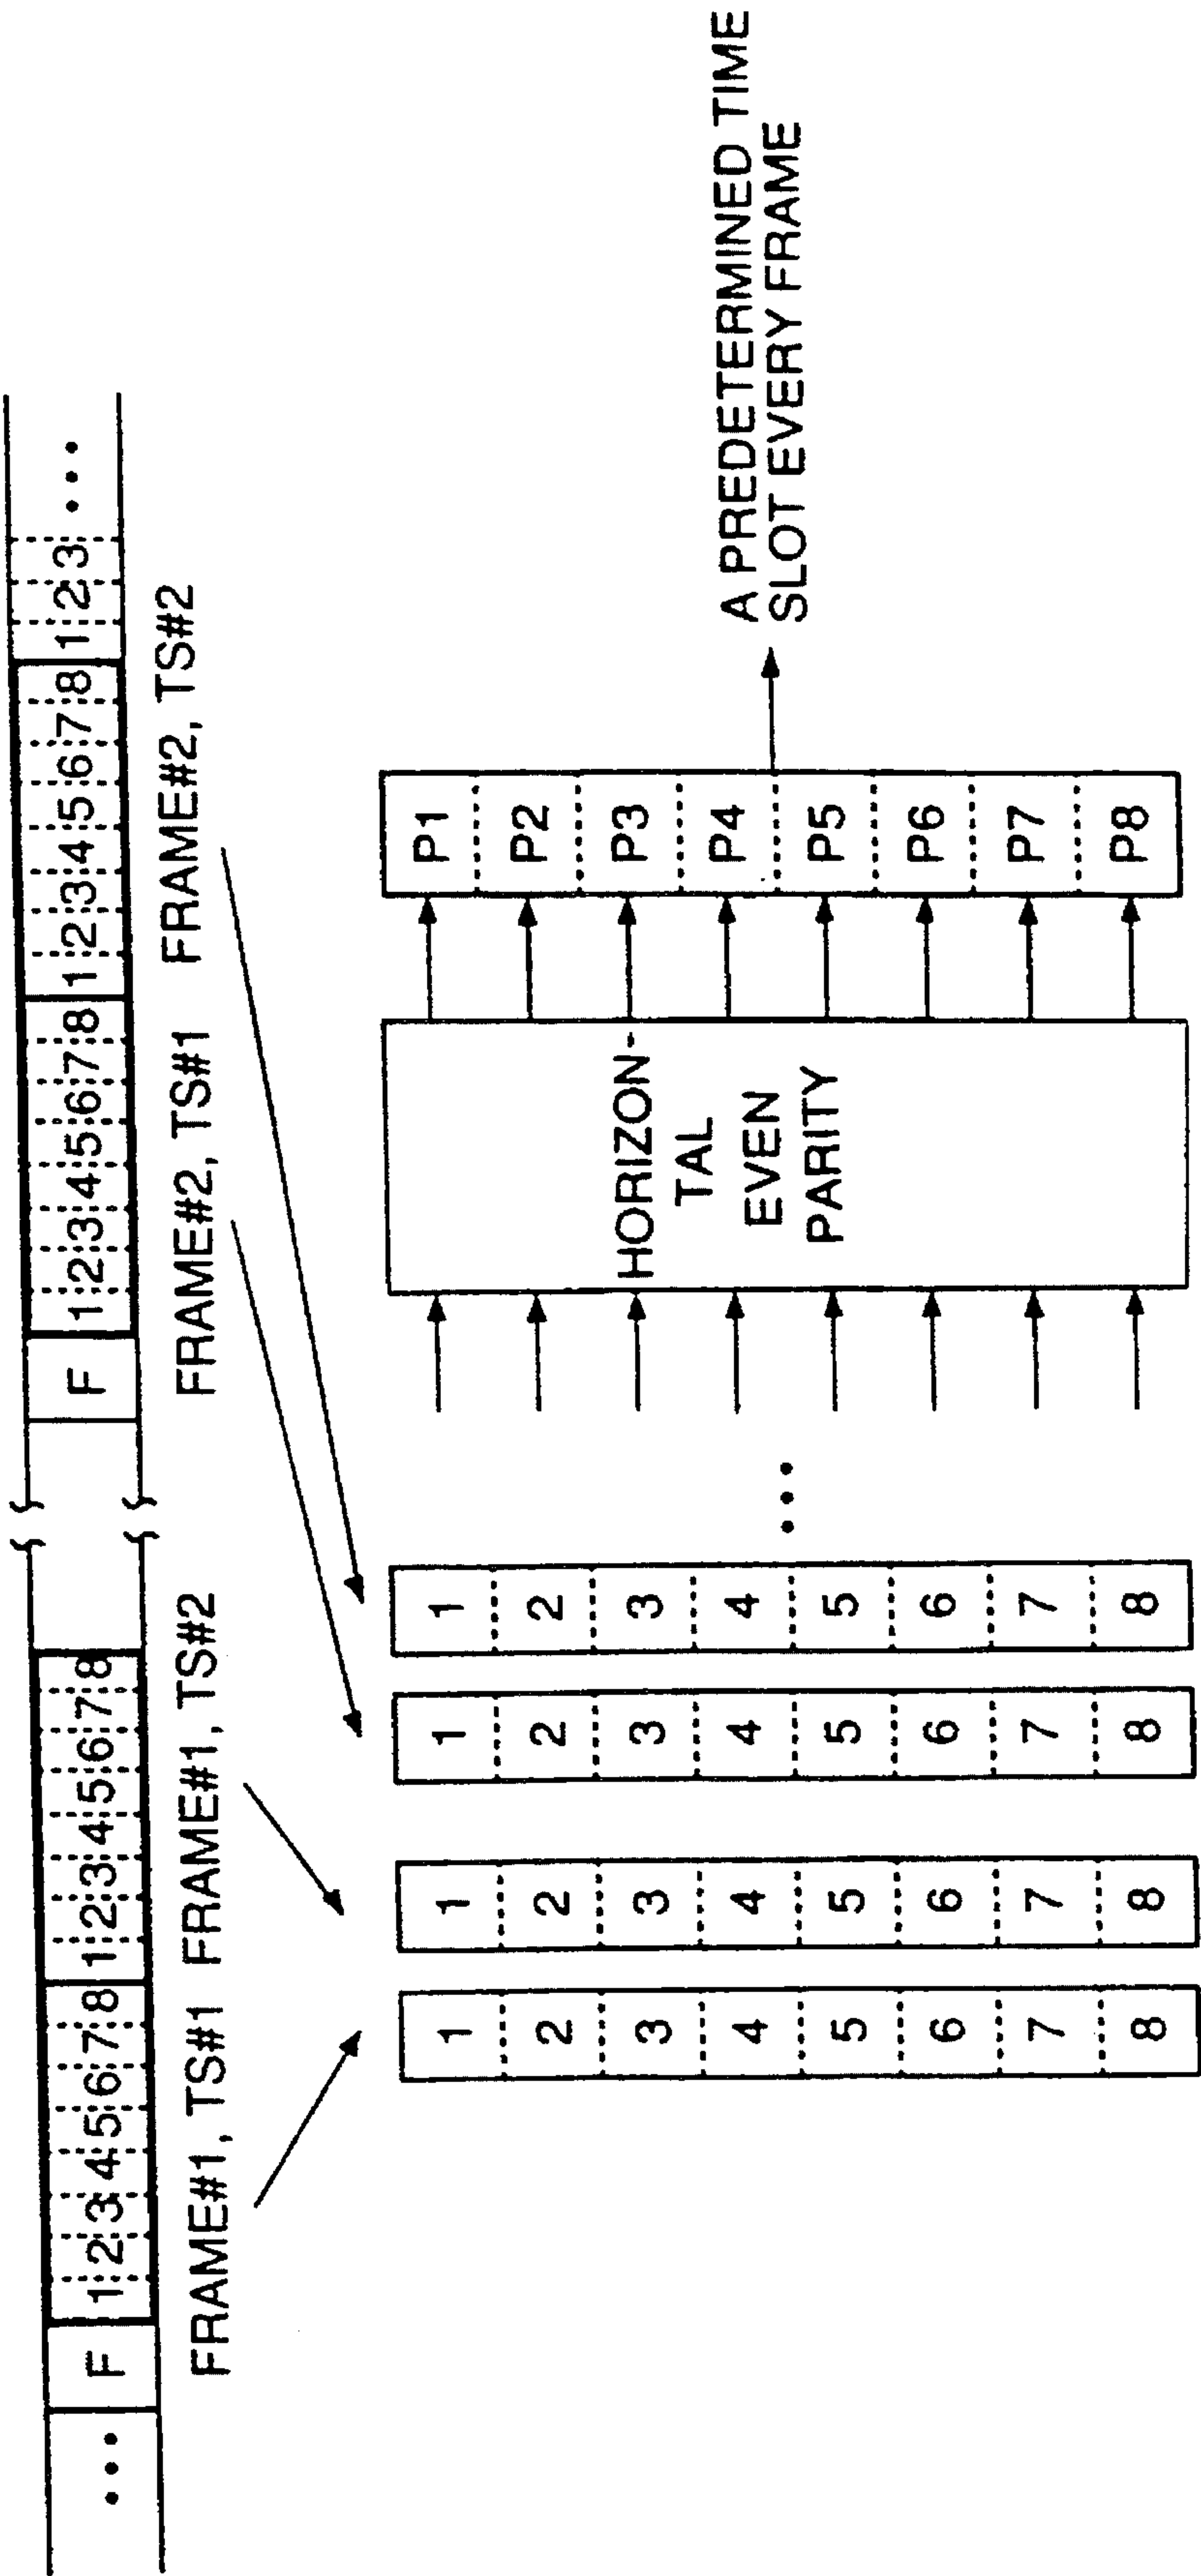 ... F 1 2 3 4 5 6 7 8 1 2 3 4 5 6 7 8 F 1 2 3 4 5 6 7 8 1 2 3 4 5 6 7 8 1 2 3 ...
FRAME#1, TS#1 FRAME#1, TS#2 FRAME#2, TS#1 FRAME#2, TS#2
1 1 1 1 P1
2 2 2 2 P2
3 3 3 3 P3
4 4 4 4 P4
5 5 5 5 P5
6 6 6 6 P6
7 7 7 7 P7
8 8 8 8 P8
...
HORIZON-
TAL
EVEN
PARITY
A PREDETERMINED TIME
SLOT EVERY FRAME